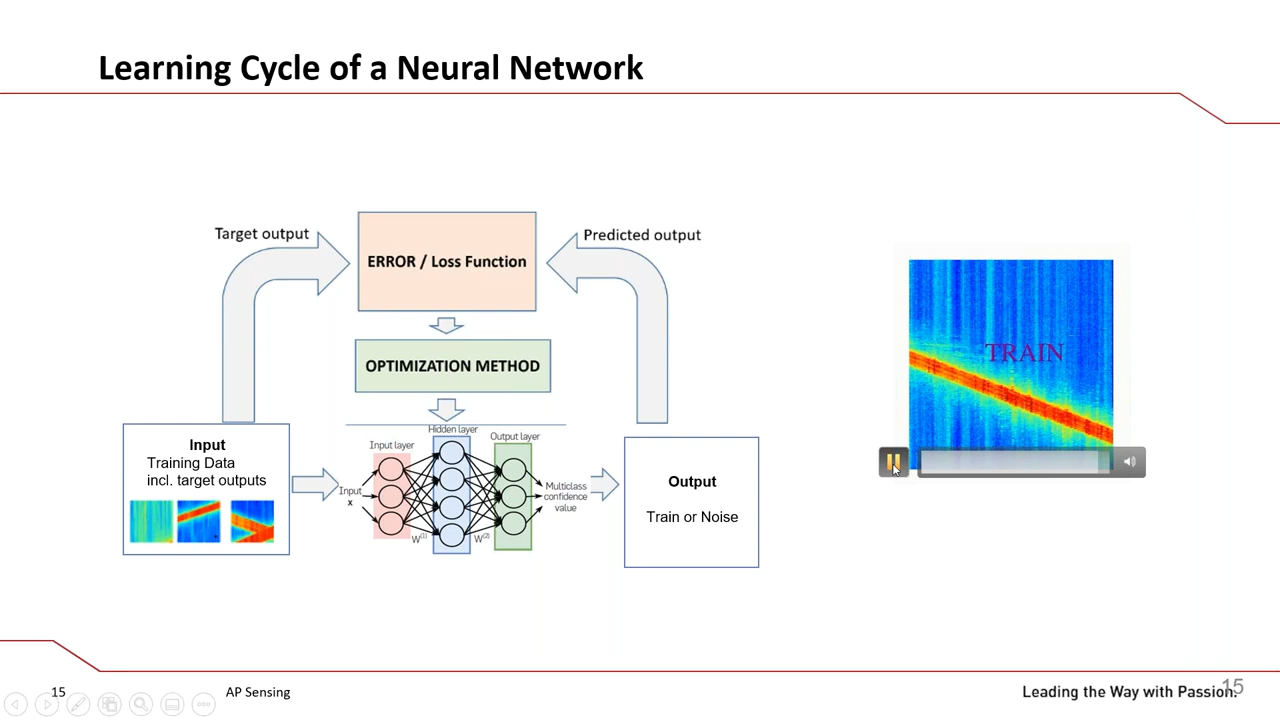 Learning Cycle of a Neural Network
Target output
ERROR / Loss Function
Predicted output
OPTIMIZATION METHOD
Input
Training Data
incl. target outputs
Input layer
Hidden layer
Output layer
Input
x
W(1)
W(2)
Multiclass
confidence
value
Output
Train or Noise
TRAIN
15
AP Sensing
Leading the Way with Passion.
15